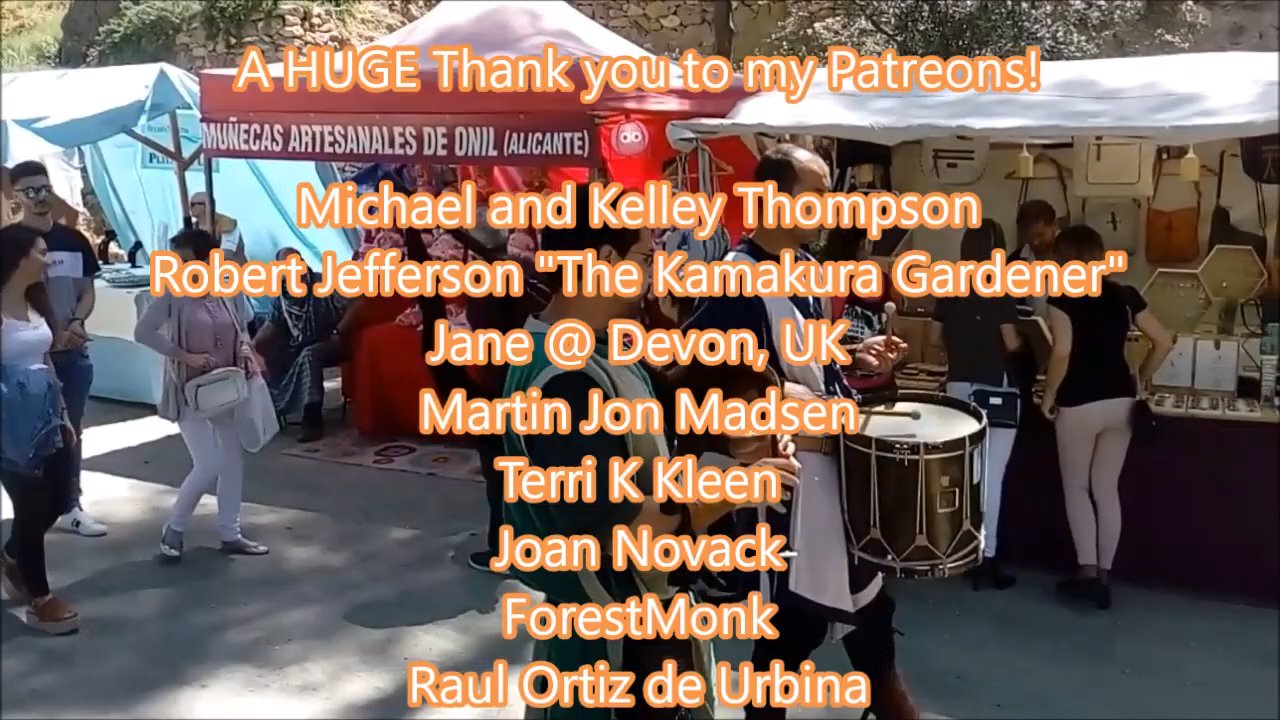 A HUGE Thank you to my Patreons!
MUÑECAS ARTESANALES DE ONIL (ALICANTE)
Michael and Kelley Thompson
Robert Jefferson "The Kamakura Gardener"
Jane @ Devon, UK
Martin Jon Madsen
Terri K Kleen
Joan Novack
ForestMonk
Raul Ortiz de Urbina